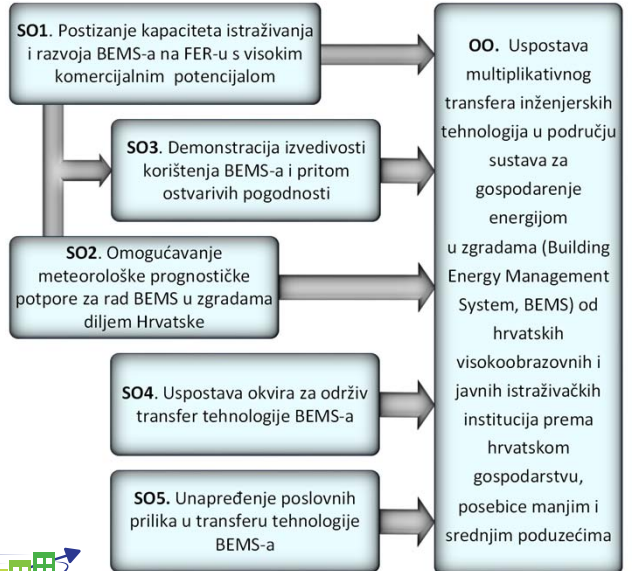 SO1. Postizanje kapaciteta istraživanja
i razvoja BEMS-a na FER-u s visokim
komercijalnim potencijalom
SO3. Demonstracija izvedivosti
korištenja BEMS-a i pritom
ostvarivih pogodnosti
SO2. Omogućavanje
meteorološke prognostičke
potpore za rad BEMS u zgradama
diljem Hrvatske
SO4. Uspostava okvira za održiv
transfer tehnologije BEMS-a
SO5. Unapređenje poslovnih
prilika u transferu tehnologije
BEMS-a
OO. Uspostava
multiplikativnog
transfera inženjerskih
tehnologija u području
sustava za
gospodarenje
energijom
u zgradama (Building
Energy Management
System, BEMS) od
hrvatskih
visokoobrazovnih i
javnih istraživačkih
institucija prema
hrvatskom
gospodarstvu,
posebice manjim i
srednjim poduzećima